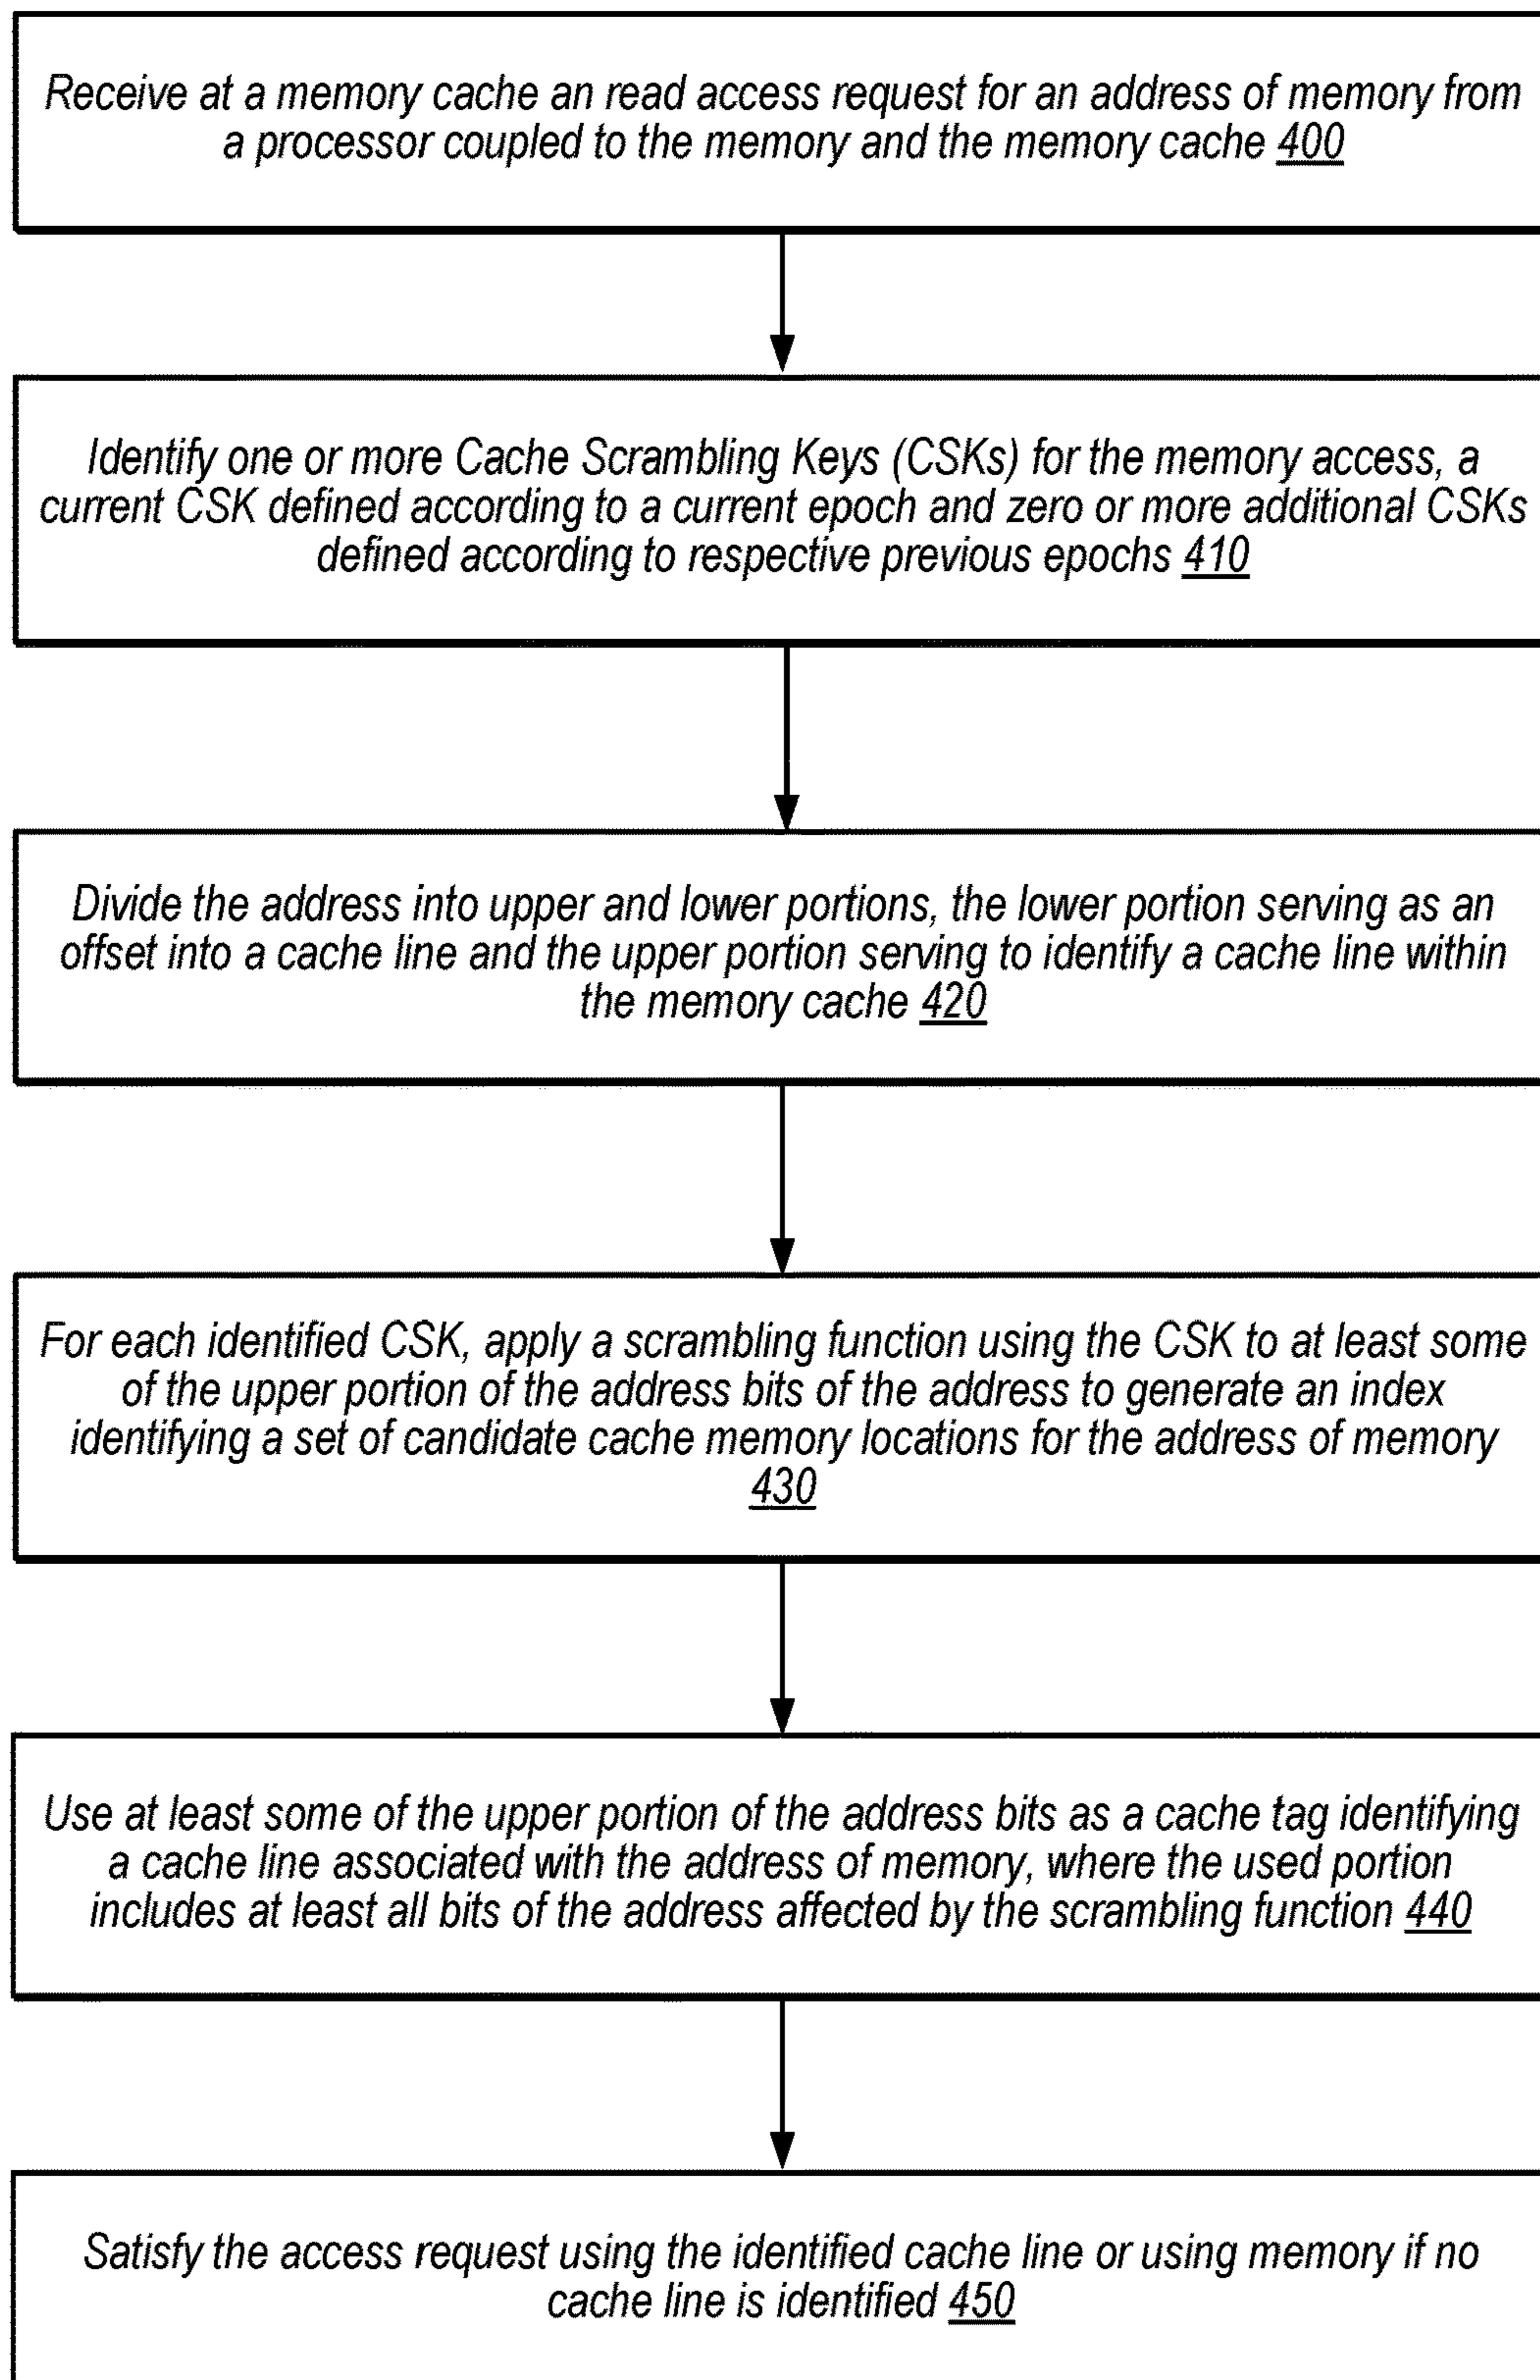 Receive at a memory cache an read access request for an address of memory from
a processor coupled to the memory and the memory cache 400
Identify one or more Cache Scrambling Keys (CSKs) for the memory access, a
current CSK defined according to a current epoch and zero or more additional CSKs
defined according to respective previous epochs 410
Divide the address into upper and lower portions, the lower portion serving as an
offset into a cache line and the upper portion serving to identify a cache line within
the memory cache 420
For each identified CSK, apply a scrambling function using the CSK to at least some
of the upper portion of the address bits of the address to generate an index
identifying a set of candidate cache memory locations for the address of memory
430
Use at least some of the upper portion of the address bits as a cache tag identifying
a cache line associated with the address of memory, where the used portion
includes at least all bits of the address affected by the scrambling function 440
Satisfy the access request using the identified cache line or using memory if no
cache line is identified 450